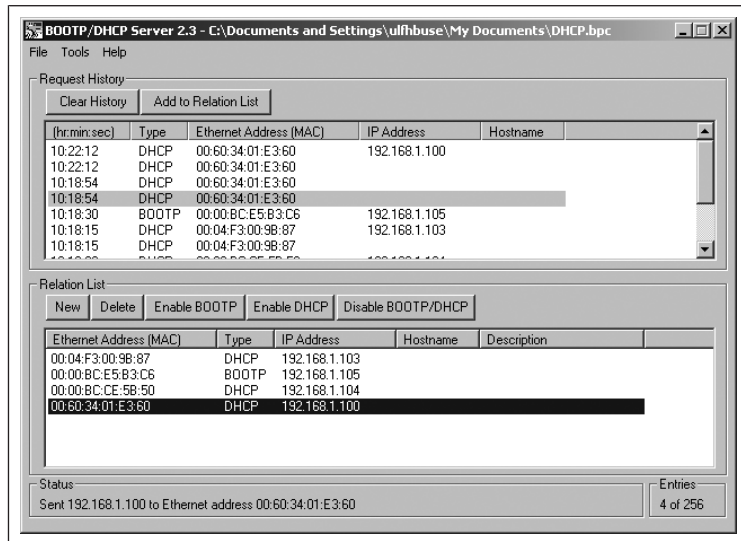 BOOTP/DHCP Server 2.3 - C:\Documents and Settings\ulfhbuse\My Documents\DHCP.bpc
File Tools Help
Request History
Clear History Add to Relation List
(hr:min:sec) Type Ethernet Address (MAC) IP Address Hostname
10:22:12 DHCP 00:60:34:01:E3:60 192.168.1.100
10:22:12 DHCP 00:60:34:01:E3:60
10:18:54 DHCP 00:60:34:01:E3:60
10:18:54 DHCP 00:60:34:01:E3:60
10:18:30 BOOTP 00:00:BC:E5:B3:C6 192.168.1.105
10:18:15 DHCP 00:04:F3:00:9B:87 192.168.1.103
10:18:15 DHCP 00:04:F3:00:9B:87
Relation List
New Delete Enable BOOTP Enable DHCP Disable BOOTP/DHCP
Ethernet Address (MAC) Type IP Address Hostname Description
00:04:F3:00:9B:87 DHCP 192.168.1.103
00:00:BC:E5:B3:C6 BOOTP 192.168.1.105
00:00:BC:CE:5B:50 DHCP 192.168.1.104
00:60:34:01:E3:60 DHCP 192.168.1.100
Status
Sent 192.168.1.100 to Ethernet address 00:60:34:01:E3:60
Entries
4 of 256